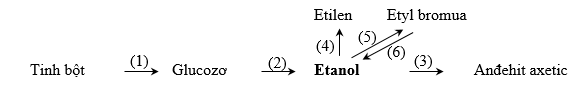 Etilen Etyl bromua
(4) (5) (6)
Tinh bột (1) Glucozơ (2) Etanol (3) Anđehit axetic